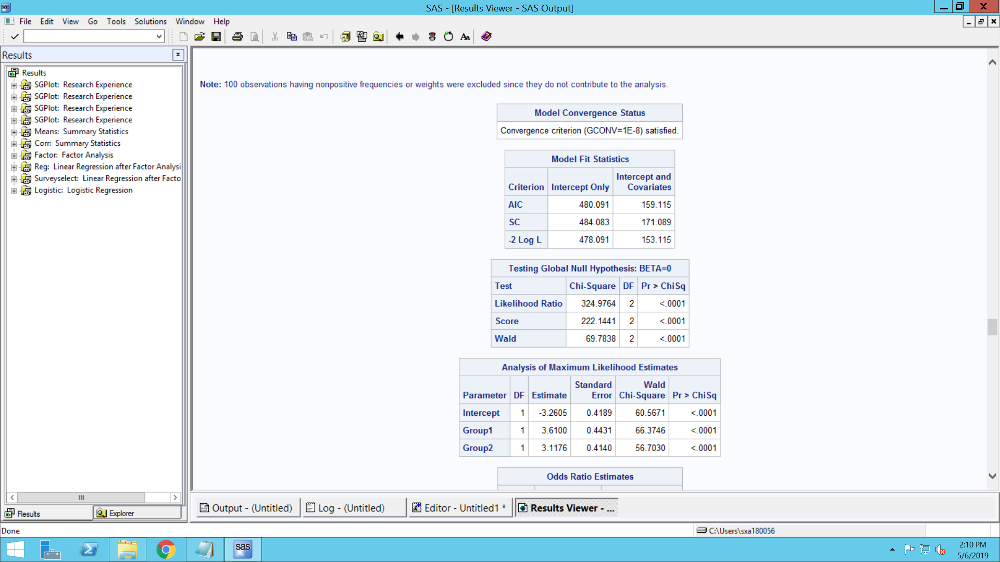 SAS - [Results Viewer - SAS Output]
File Edit View Go Tools Solutions Window Help
Results
Results
SGPlot: Research Experience
SGPlot: Research Experience
SGPlot: Research Experience
SGPlot: Research Experience
Means: Summary Statistics
Corr: Summary Statistics
Factor: Factor Analysis
Reg: Linear Regression after Factor Analysi
Surveyselect: Linear Regression after Facto
Logistic: Logistic Regression
Note: 100 observations having nonpositive frequencies or weights were excluded since they do not contribute to the analysis.
Model Convergence Status
Convergence criterion (GCONV=1E-8) satisfied.
Model Fit Statistics
Criterion Intercept Only Intercept and Covariates
AIC 480.091 159.115
SC 484.083 171.089
-2 Log L 478.091 153.115
Testing Global Null Hypothesis: BETA=0
Test Chi-Square DF Pr > ChiSq
Likelihood Ratio 324.9764 2 <.0001
Score 222.1441 2 <.0001
Wald 69.7838 2 <.0001
Analysis of Maximum Likelihood Estimates
Parameter DF Estimate Standard Error Wald Chi-Square Pr > ChiSq
Intercept 1 -3.2605 0.4189 60.5671 <.0001
Group1 1 3.6100 0.4431 66.3746 <.0001
Group2 1 3.1176 0.4140 56.7030 <.0001
Odds Ratio Estimates
Results Explorer
Output - (Untitled) Log - (Untitled) Editor - Untitled1 * Results Viewer - ...
Done
C:\Users\sxa180056
sas
2:10 PM
5/6/2019